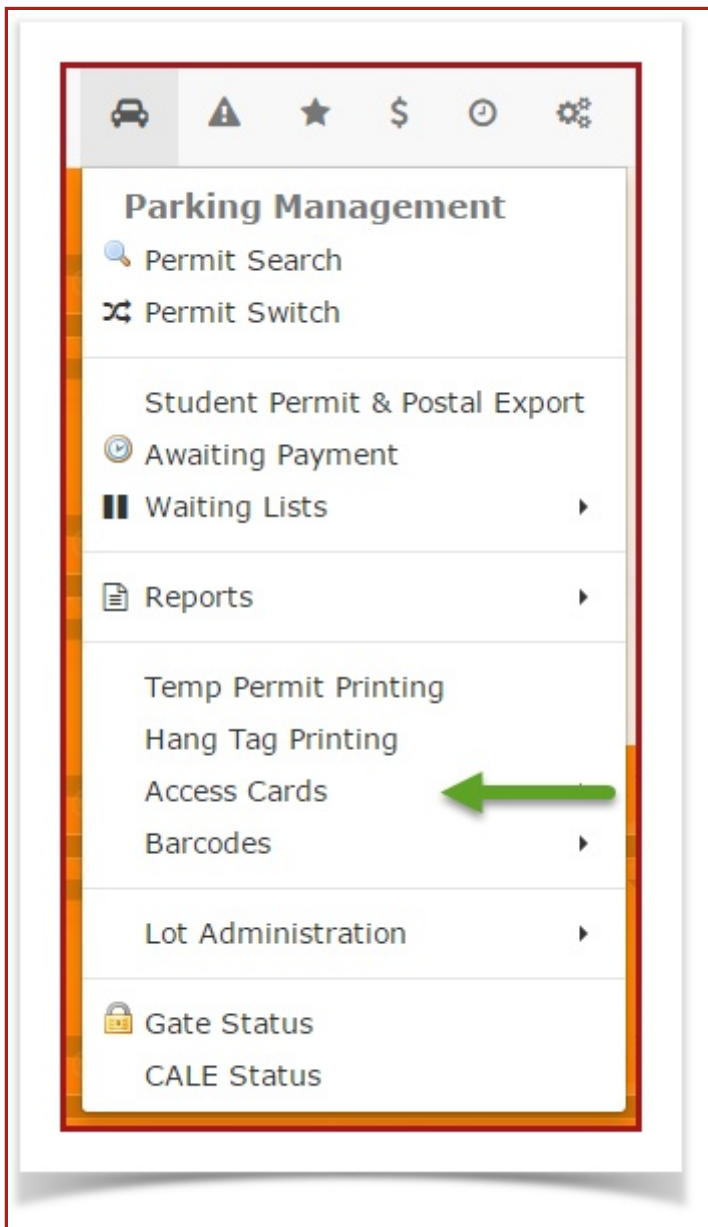 $
Parking Management
Permit Search
Permit Switch
Student Permit & Postal Export
Awaiting Payment
Waiting Lists
Reports
Temp Permit Printing
Hang Tag Printing
Access Cards
Barcodes
Lot Administration
Gate Status
CALE Status